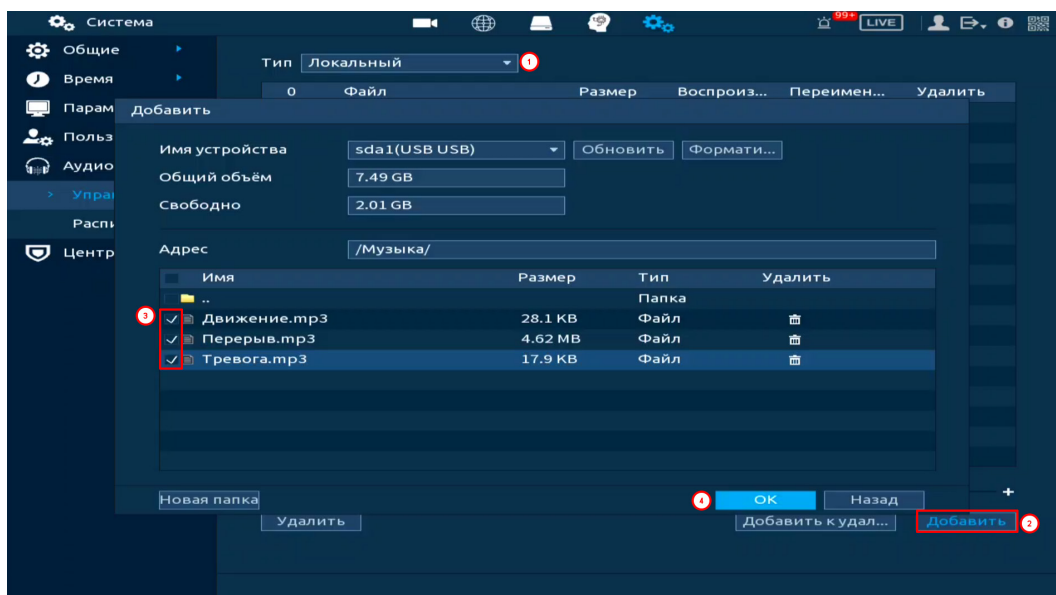 Система 99+ LIVE
Общие
Тип Локальный 1
Время
0 Файл Размер Воспроиз... Переимен... Удалить
Парам
Добавить
Польз
Имя устройства sda1(USB USB) Обновить Формати...
Аудио
Общий объём 7.49 GB
Управ
Свободно 2.01 GB
Распи
Центр
Адрес /Музыка/
Имя Размер Тип Удалить
.. Папка
3 Движение.mp3 28.1 KB Файл
Перерыв.mp3 4.62 MB Файл
Тревога.mp3 17.9 KB Файл
Новая папка 4 OK Назад
Удалить Добавить к удал... Добавить 2